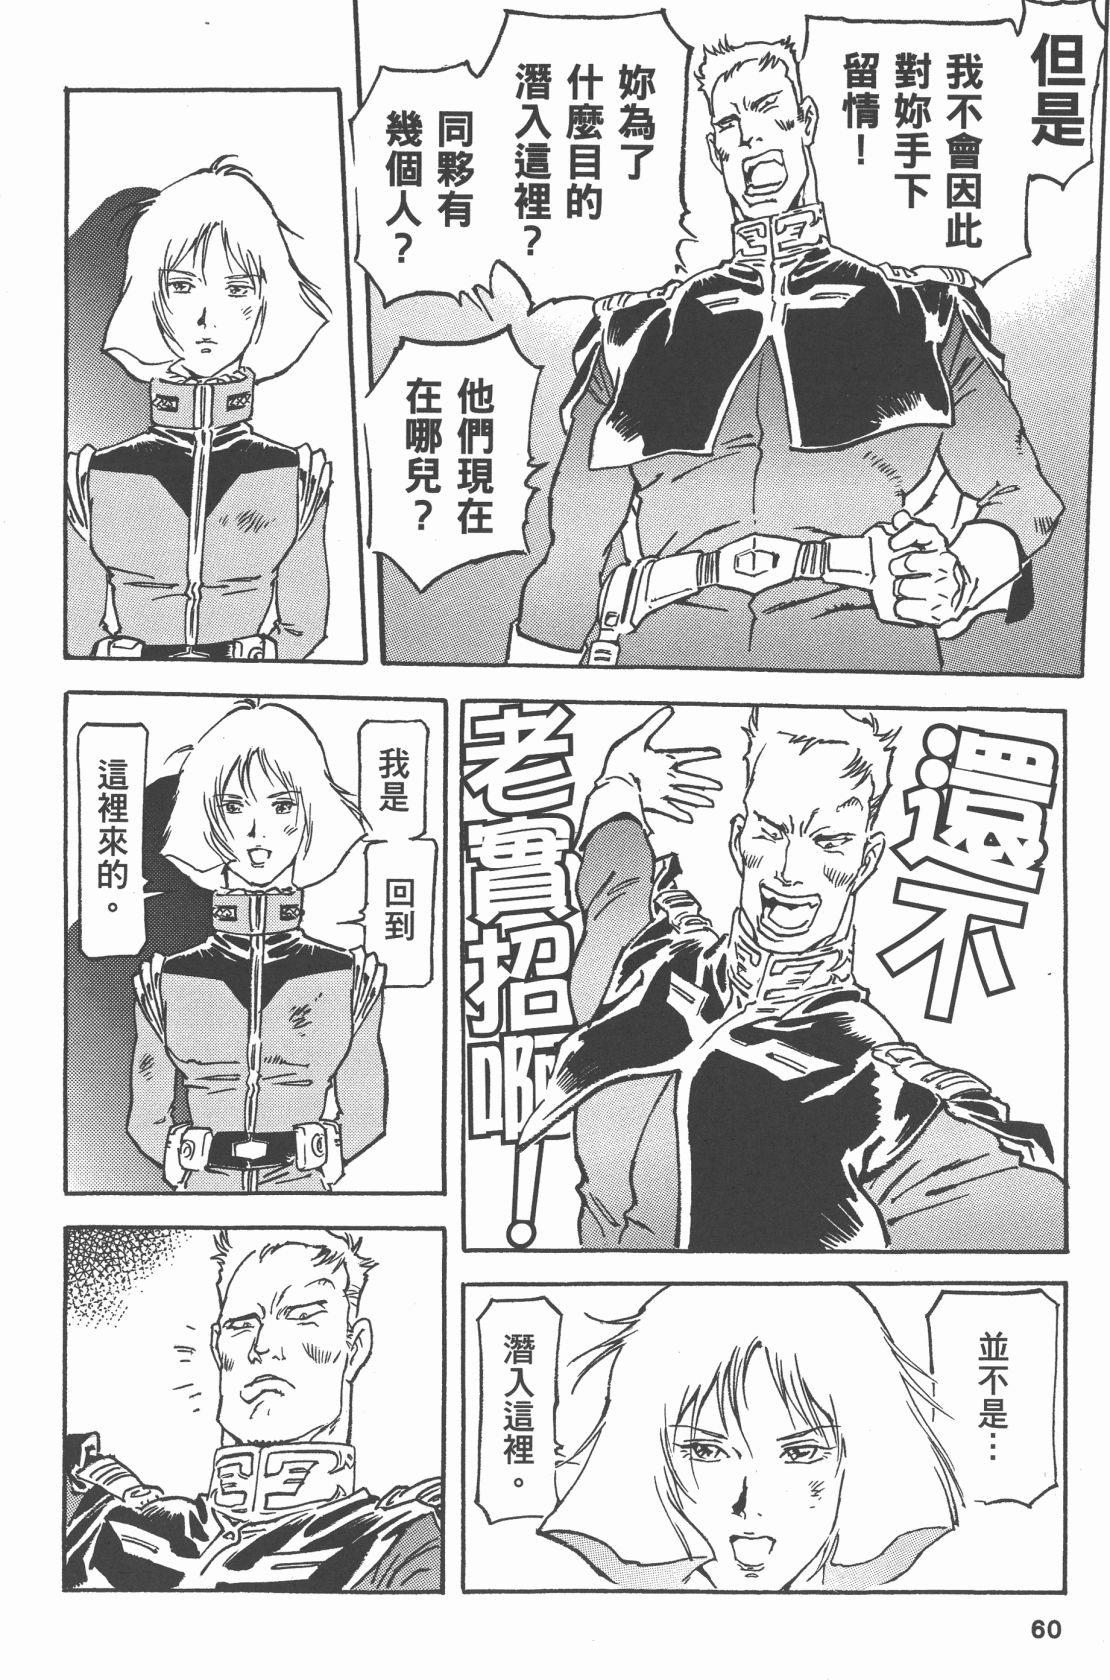 但是
我不會因此
對妳手下
留情！
妳為了
什麼目的
潛入這裡？
同夥有
幾個人？
他們現在
在哪兒？
還不
老實招啊！
我是
回到
這裡來的。
並不是…
潛入這裡。
60